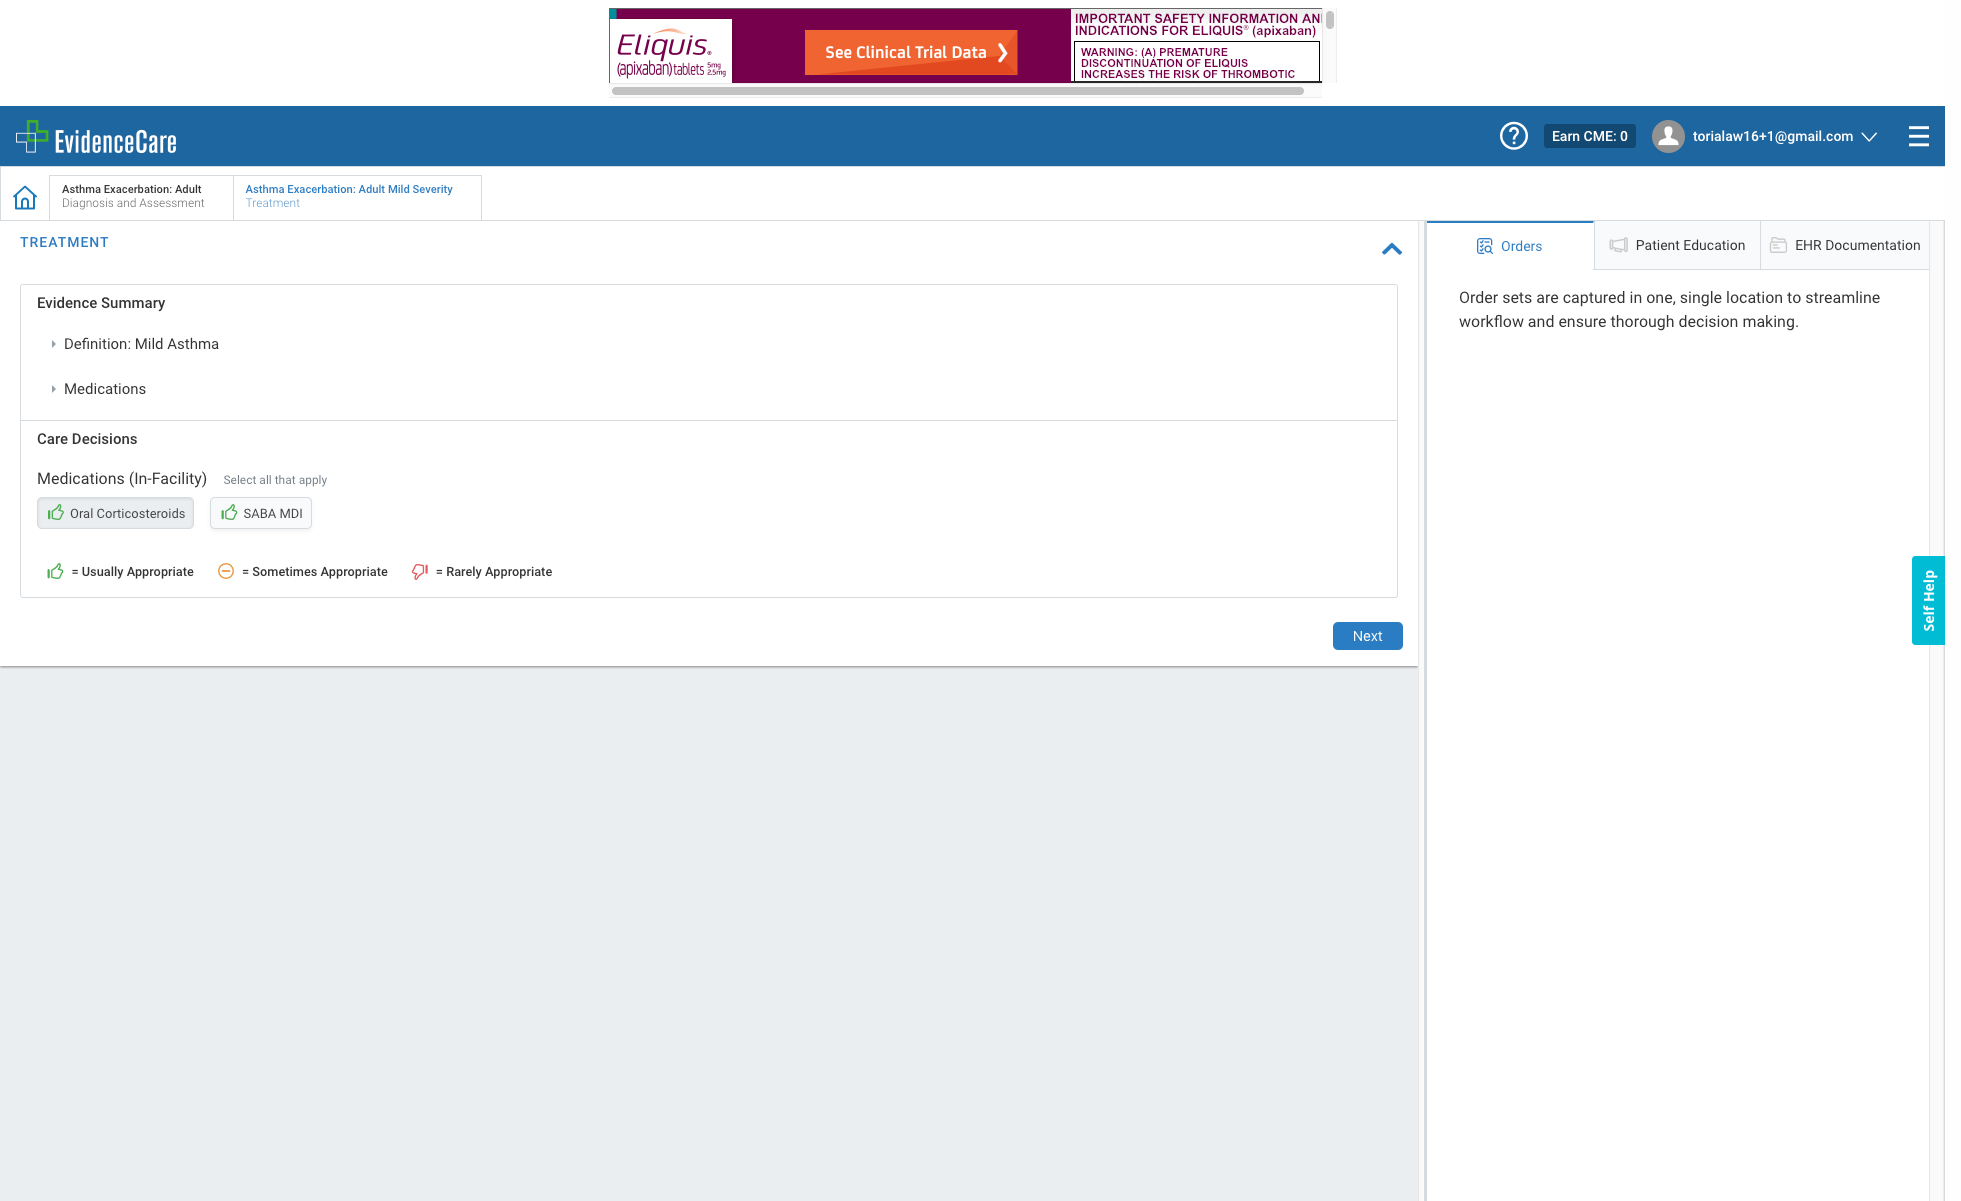 Eliquis®
(apixaban) tablets 5mg 2.5mg
See Clinical Trial Data ❯
IMPORTANT SAFETY INFORMATION AN
INDICATIONS FOR ELIQUIS® (apixaban)
WARNING: (A) PREMATURE
DISCONTINUATION OF ELIQUIS
INCREASES THE RISK OF THROMBOTIC
EvidenceCare
Earn CME: 0
torialaw16+1@gmail.com
Asthma Exacerbation: Adult
Diagnosis and Assessment
Asthma Exacerbation: Adult Mild Severity
Treatment
TREATMENT
Orders
Patient Education
EHR Documentation
Evidence Summary
Definition: Mild Asthma
Medications
Care Decisions
Medications (In-Facility) Select all that apply
Oral Corticosteroids
SABA MDI
= Usually Appropriate
= Sometimes Appropriate
= Rarely Appropriate
Next
Order sets are captured in one, single location to streamline
workflow and ensure thorough decision making.
Self Help